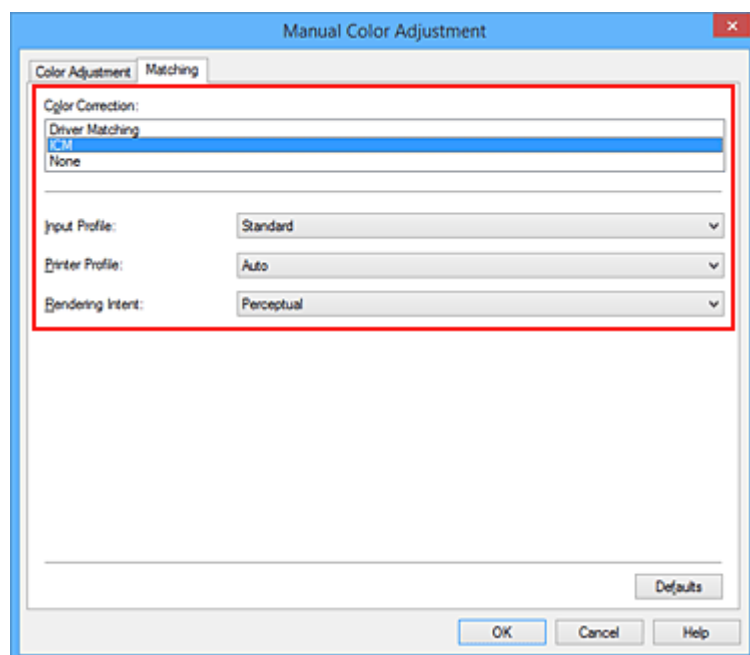 Manual Color Adjustment
Color Adjustment Matching
Color Correction:
Driver Matching
ICM
None
Input Profile: Standard
Printer Profile: Auto
Rendering Intent: Perceptual
Defaults
OK Cancel Help